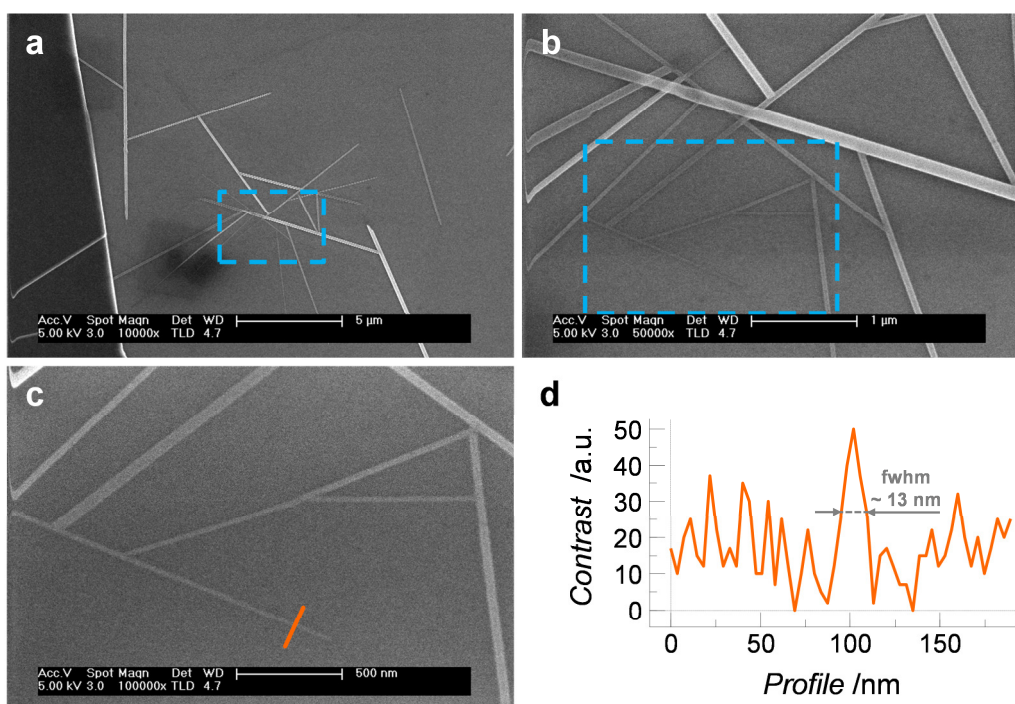 a
Acc.V Spot Magn Det WD
5.00 kV 3.0 10000x TLD 4.7
5 µm
b
Acc.V Spot Magn Det WD
5.00 kV 3.0 50000x TLD 4.7
1 µm
c
Acc.V Spot Magn Det WD
5.00 kV 3.0 100000x TLD 4.7
500 nm
d
Contrast /a.u.
50
40
30
20
10
0
fwhm
~ 13 nm
0 50 100 150
Profile /nm